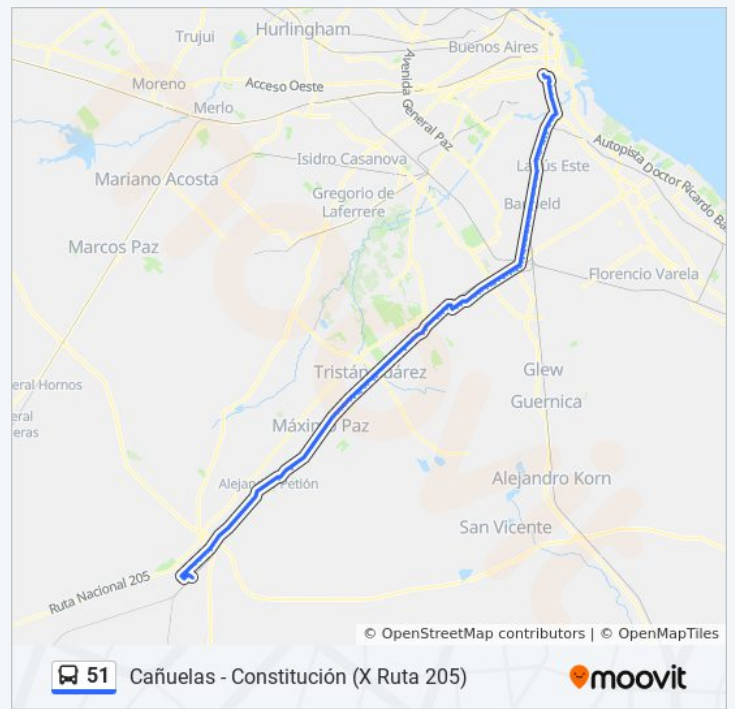 Trujui
Hurlingham
Buenos Aires
Moreno
Acceso Oeste
Avenida General Paz
Merlo
Autopista Doctor Ricardo Ba
Isidro Casanova
Lanús Este
Mariano Acosta
Gregorio de
Laferrere
Banfield
Marcos Paz
Florencio Varela
eral Hornos
Tristán Suárez
Glew
eral
eras
Guernica
Máximo Paz
Alejandro Petión
Alejandro Korn
San Vicente
Ruta Nacional 205
© OpenStreetMap contributors | © OpenMapTiles
51 Cañuelas - Constitución (X Ruta 205)
moovit